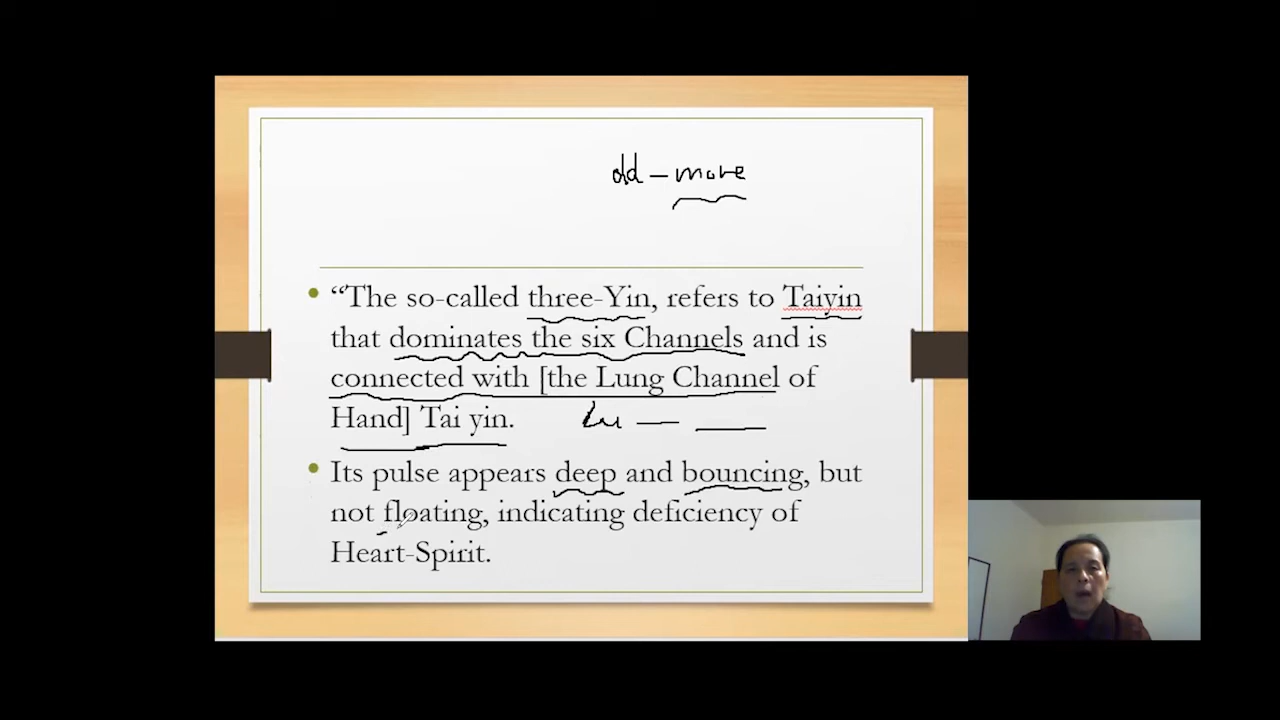 old — more
• “The so-called three-Yin, refers to Taiyin
that dominates the six Channels and is
connected with [the Lung Channel of
Hand] Tai yin.
Lu —
• Its pulse appears deep and bouncing, but
not floating, indicating deficiency of
Heart-Spirit.